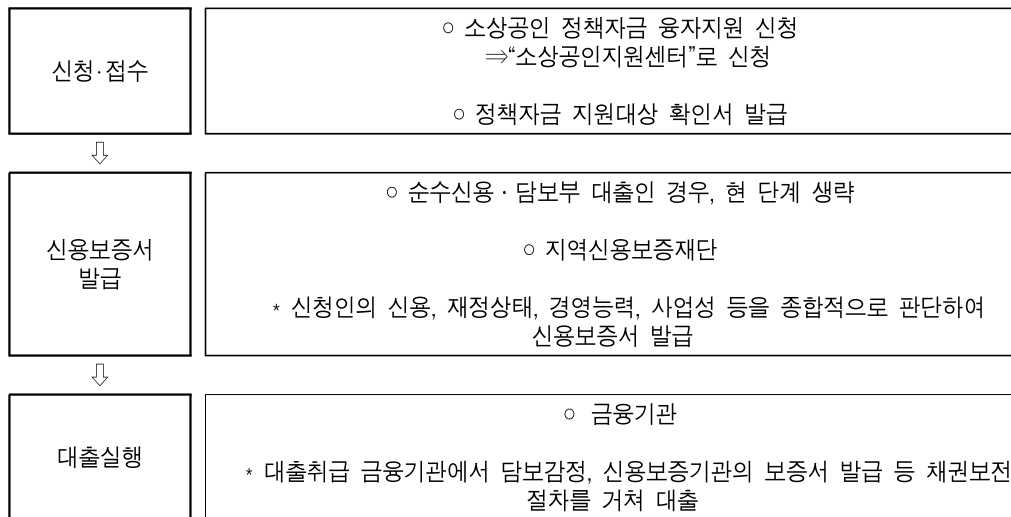 신청·접수
○ 소상공인 정책자금 융자지원 신청
⇒“소상공인지원센터”로 신청
○ 정책자금 지원대상 확인서 발급
⇩
신용보증서
발급
○ 순수신용·담보부 대출인 경우, 현 단계 생략
○ 지역신용보증재단
* 신청인의 신용, 재정상태, 경영능력, 사업성 등을 종합적으로 판단하여
신용보증서 발급
⇩
대출실행
○ 금융기관
* 대출취급 금융기관에서 담보감정, 신용보증기관의 보증서 발급 등 채권보전
절차를 거쳐 대출